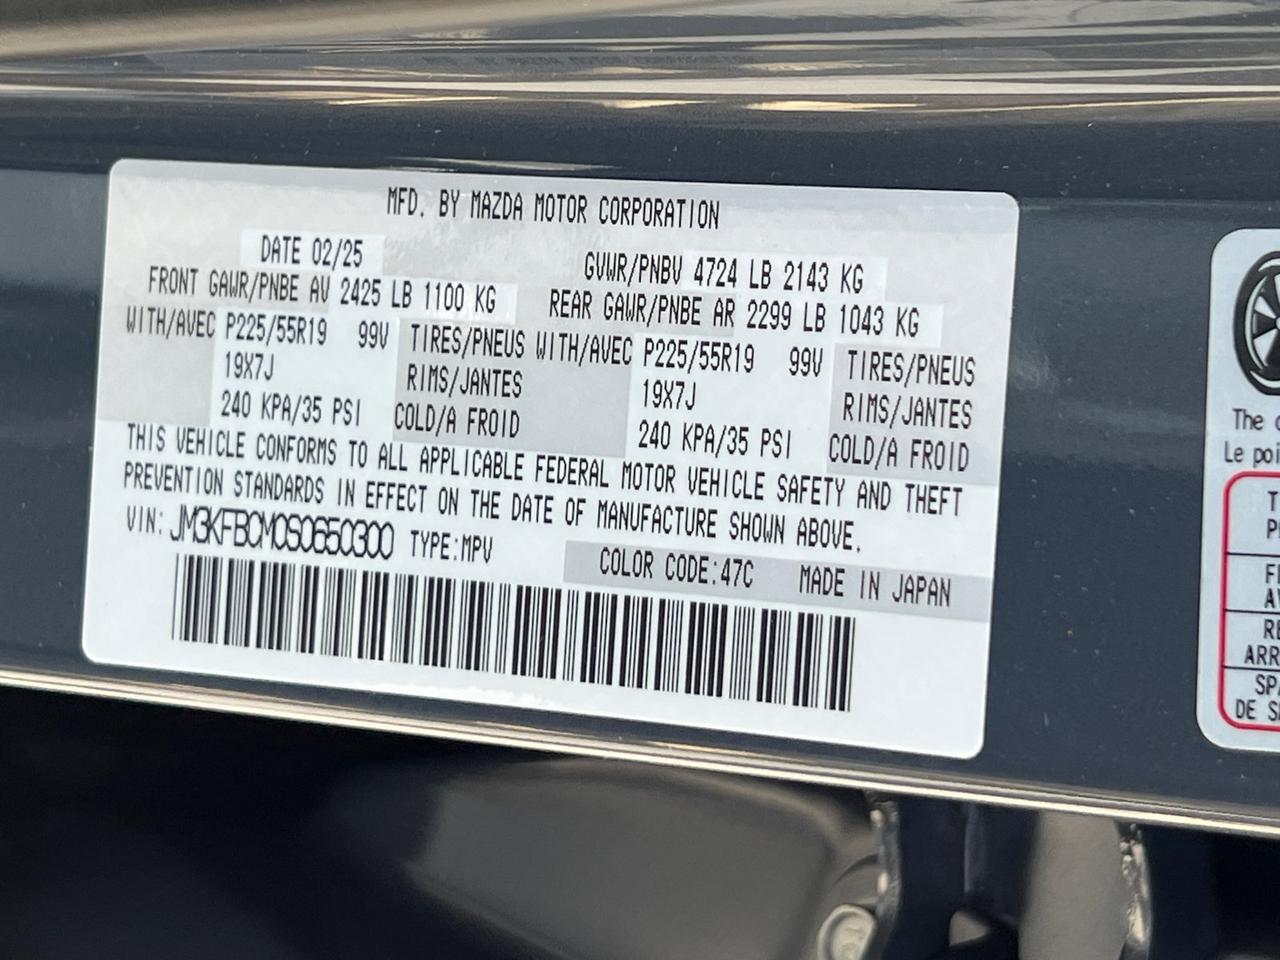 MFD. BY MAZDA MOTOR CORPORATION
DATE 02/25 GVWR/PNBV 4724 LB 2143 KG
FRONT GAWR/PNBE AV 2425 LB 1100 KG REAR GAWR/PNBE AR 2299 LB 1043 KG
WITH/AVEC P225/55R19 99V TIRES/PNEUS WITH/AVEC P225/55R19 99V TIRES/PNEUS
19X7J RIMS/JANTES 19X7J RIMS/JANTES
240 KPA/35 PSI COLD/A FROID 240 KPA/35 PSI COLD/A FROID
THIS VEHICLE CONFORMS TO ALL APPLICABLE FEDERAL MOTOR VEHICLE SAFETY AND THEFT
PREVENTION STANDARDS IN EFFECT ON THE DATE OF MANUFACTURE SHOWN ABOVE.
VIN: JM3KFBCM0S0650300 TYPE:MPV COLOR CODE:47C MADE IN JAPAN
The
Le
DE